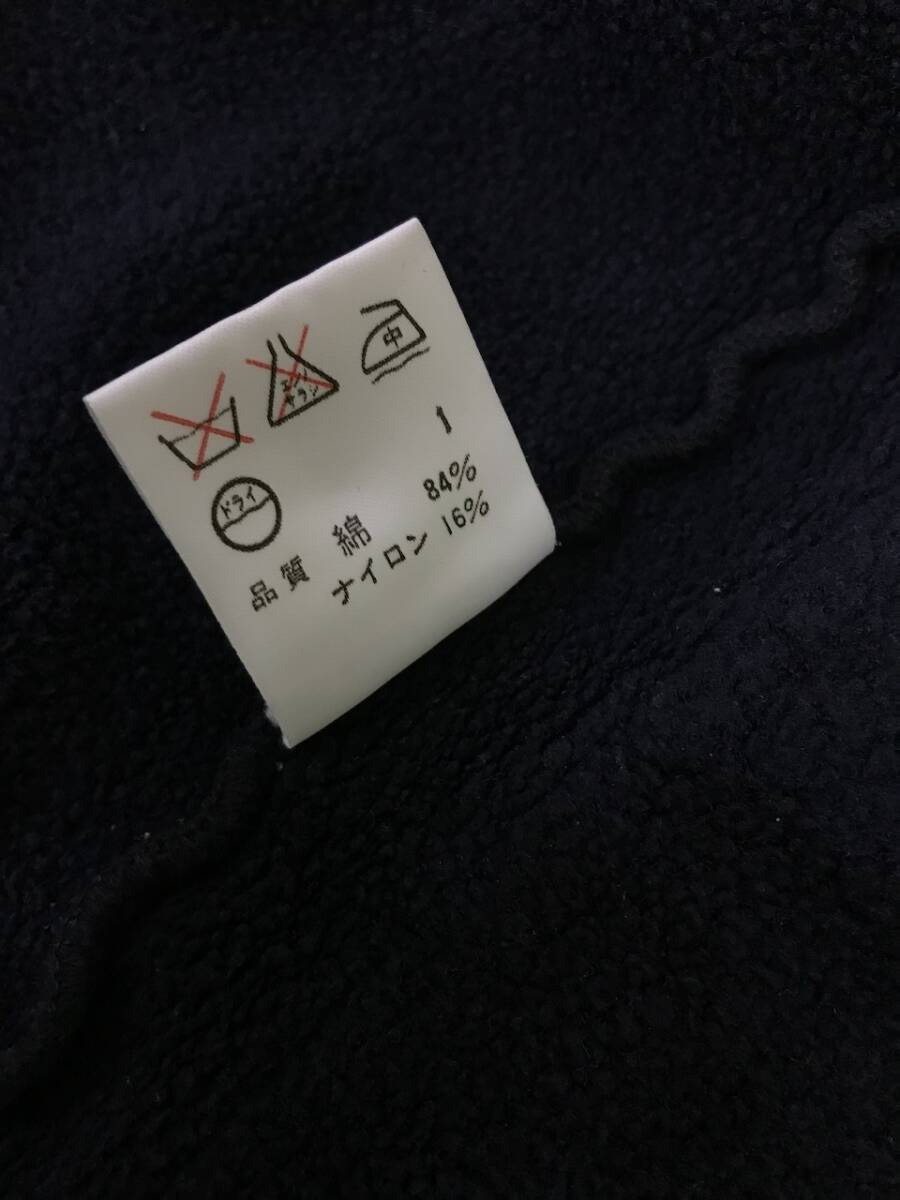 エンソ
サラシ
中
1
ドライ
品質 綿 84%
ナイロン 16%